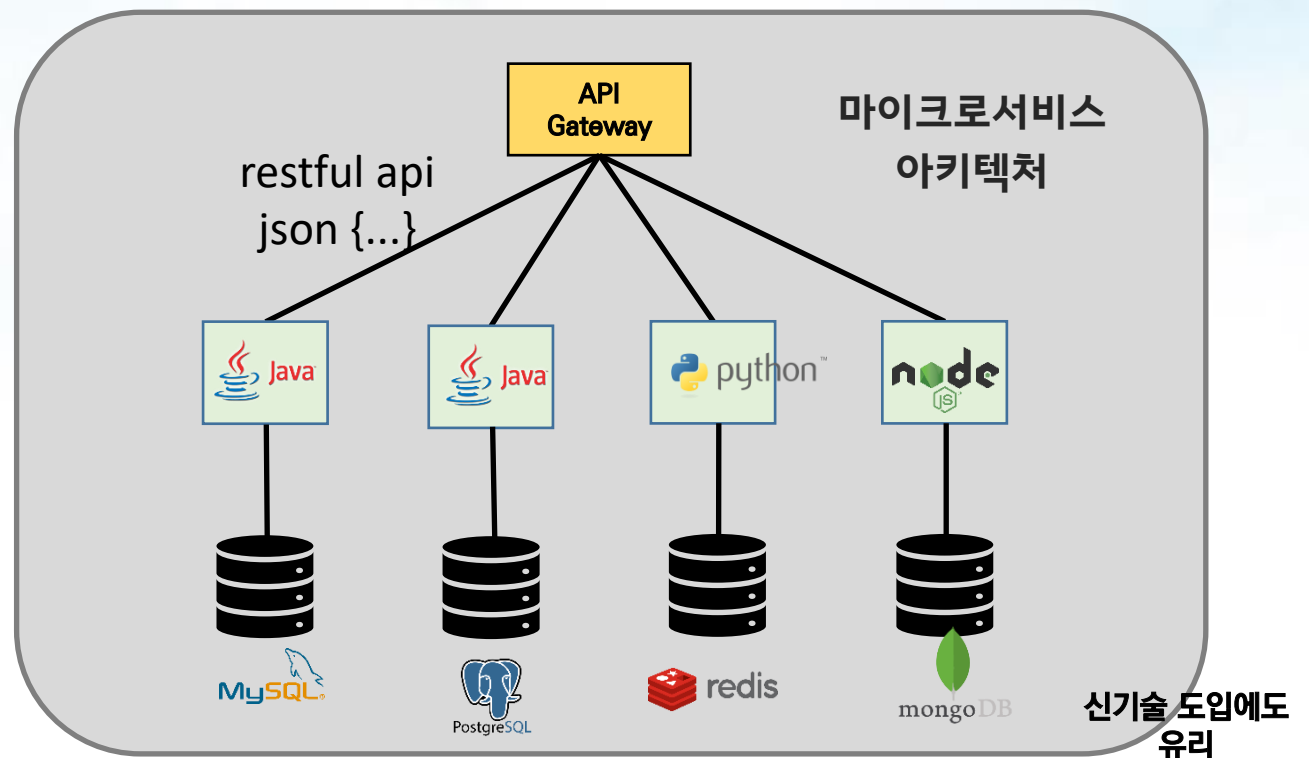 API
Gateway
마이크로서비스
아키텍처
restful api
json {...}
Java
Java
python™
node
JS
MySQL®
PostgreSQL
redis
mongoDB
신기술 도입에도
유리